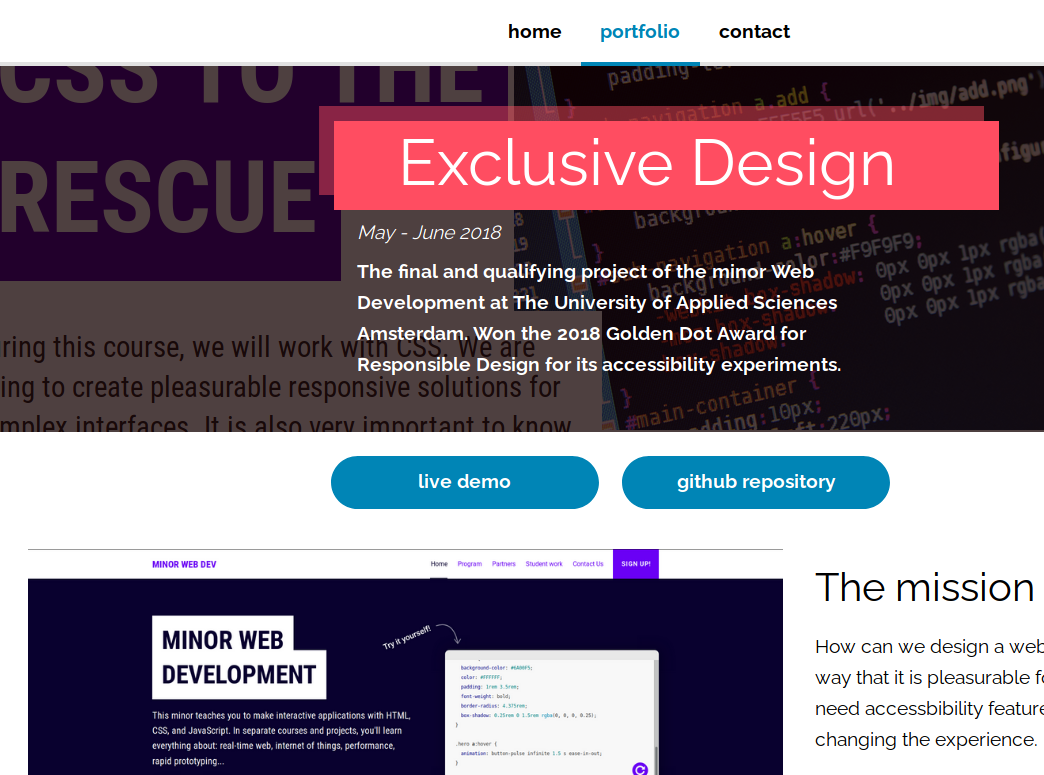 home portfolio contact
CSS TO THE
RESCUE
Exclusive Design
May - June 2018
The final and qualifying project of the minor Web
Development at The University of Applied Sciences
Amsterdam. Won the 2018 Golden Dot Award for
Responsible Design for its accessibility experiments.
ring this course, we will work with CSS. We are
ing to create pleasurable responsive solutions for
mplex interfaces. It is also very important to know
navigation a.add {
url('../img/add.png')
background
navigation a:hover {
background-color:#F9F9F9;
box-shadow: 0px 0px 1px rgba(
0px 0px 1px rgba
0px 0px 1px rgba
#main-container {
padding:10px;
220px;
live demo github repository
MINOR WEB DEV Home Program Partners Student work Contact Us SIGN UP!
MINOR WEB
DEVELOPMENT
This minor teaches you to make interactive applications with HTML,
CSS, and JavaScript. In separate courses and projects, you'll learn
everything about: real-time web, internet of things, performance,
rapid prototyping...
Try it yourself!
background-color: #6A00F5;
color: #FFFFFF;
padding: 1rem 3.5rem;
font-weight: bold;
border-radius: 4.375rem;
box-shadow: 0.25rem 0 1.5rem rgba(0, 0, 0, 0.25);
}
.hero a:hover {
animation: button-pulse infinite 1.5 s ease-in-out;
}
The mission
How can we design a web
way that it is pleasurable fo
need accessbibility feature
changing the experience.